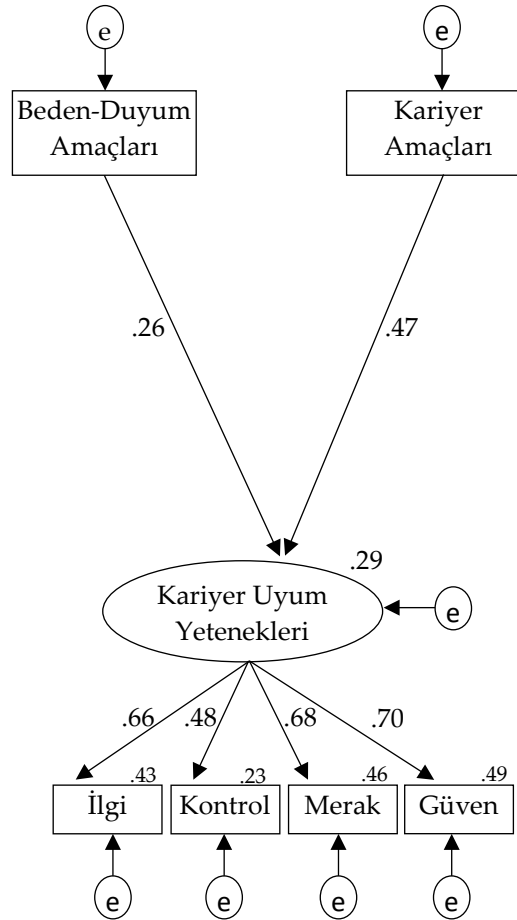 e
e
Beden-Duyum
Amaçları
Kariyer
Amaçları
.26
.47
.29
Kariyer Uyum
Yetenekleri
e
.66
.48
.68
.70
.43
.23
.46
.49
İlgi
Kontrol
Merak
Güven
e
e
e
e